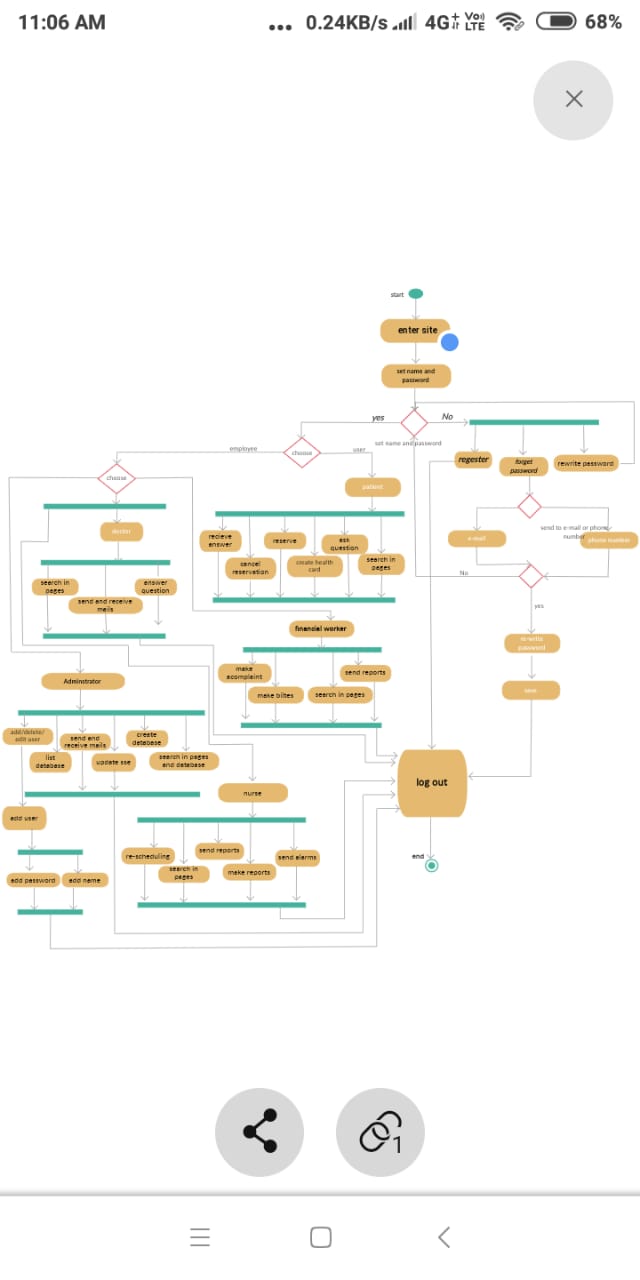 11:06 AM
... 0.24KB/s 4G+ Vo)) LTE 68%
start
enter site
set name and
password
yes
No
set name and password
regester
forget
password
rewrite password
employee
choose
user
choose
patient
doctor
recieve
answer
reserve
ask
question
cancel
reservation
create health
card
search in
pages
send to e-mail or phone
number
e-mail
phone number
No
yes
search in
pages
answer
question
send and receive
mails
financial worker
re-write
password
make
acomplaint
send reports
make biltes
search in pages
save
Adminstrator
add/delete/
edit user
send and
receive mails
create
database
list
database
update sse
search in pages
and database
log out
nurse
add user
re-scheduling
send reports
send alarms
search in
pages
make reports
add password
add name
end
1